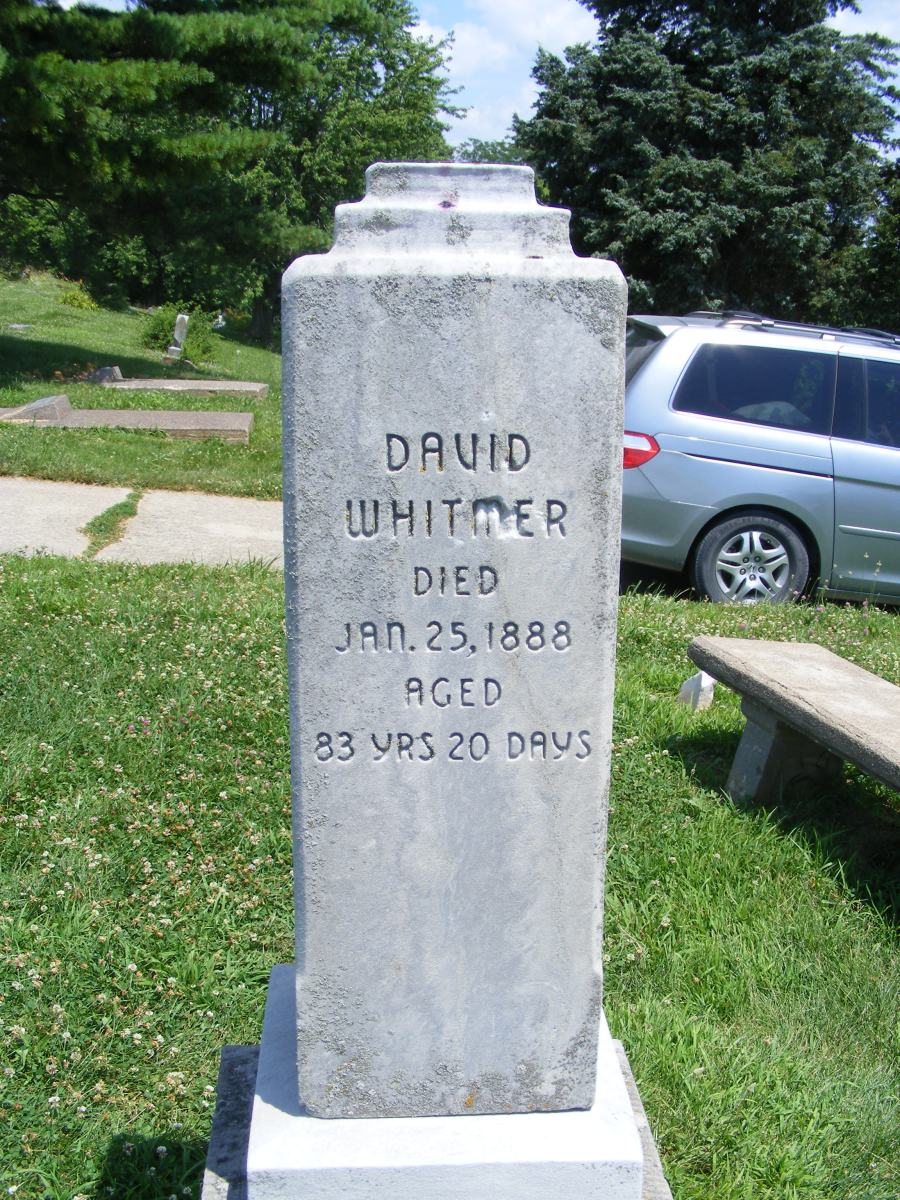 DAVID
WHITMER
DIED
JAN. 25, 1888
AGED
83 YRS 20 DAYS